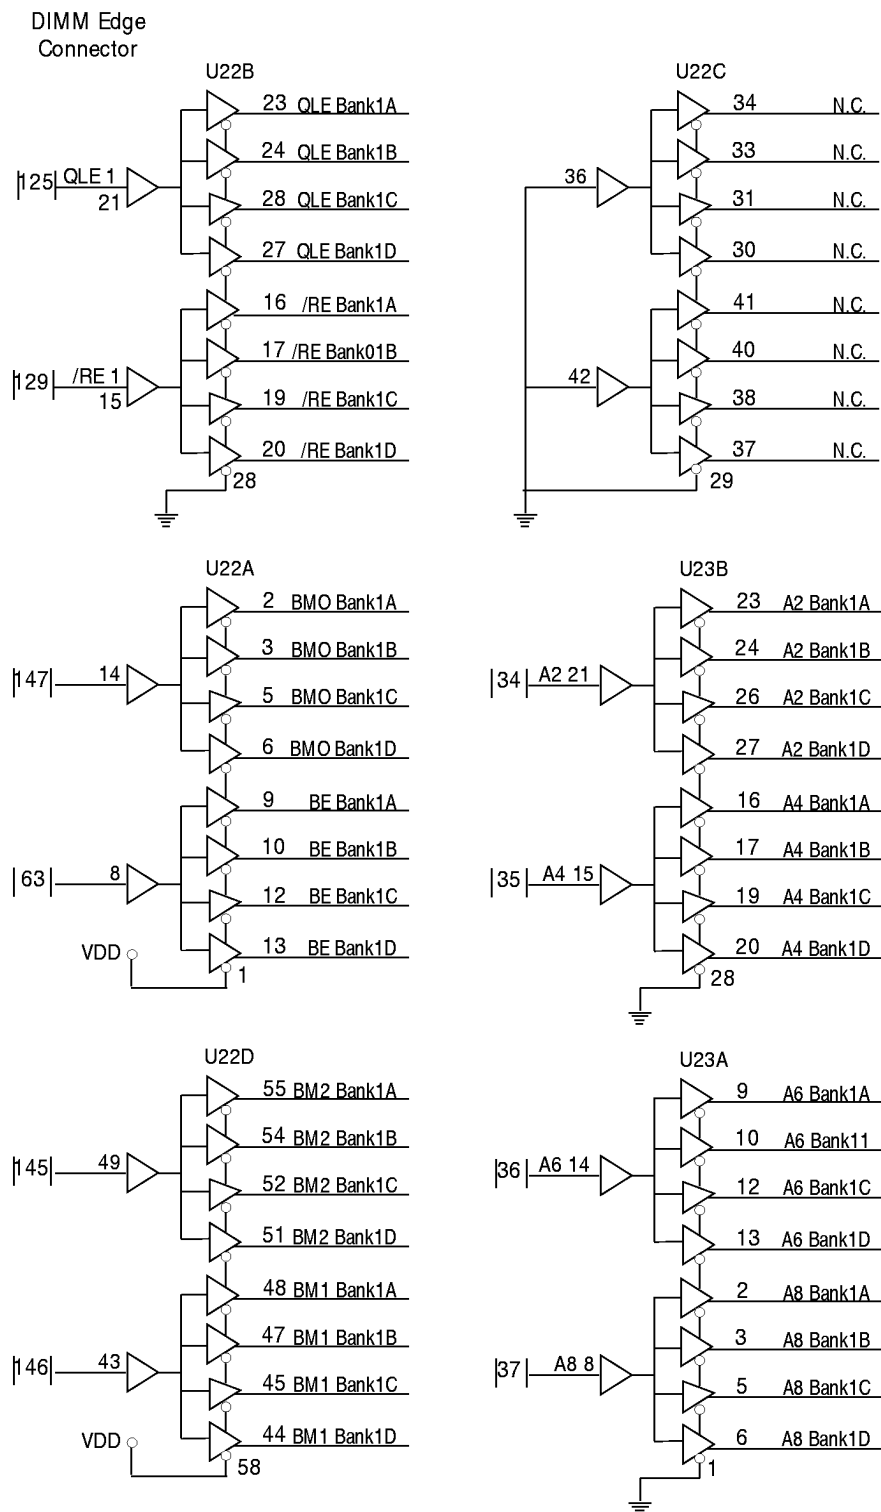 DIMM Edge
Connector
U22B
23 QLE Bank1A
24 QLE Bank1B
|125| QLE 1
21
28 QLE Bank1C
27 QLE Bank1D
16 /RE Bank1A
17 /RE Bank01B
|129| /RE 1
15
19 /RE Bank1C
20 /RE Bank1D
28
U22C
34 N.C.
33 N.C.
36
31 N.C.
30 N.C.
41 N.C.
40 N.C.
42
38 N.C.
37 N.C.
29
U22A
2 BMO Bank1A
3 BMO Bank1B
|147| 14
5 BMO Bank1C
6 BMO Bank1D
9 BE Bank1A
10 BE Bank1B
|63| 8
12 BE Bank1C
13 BE Bank1D
VDD
1
U23B
23 A2 Bank1A
24 A2 Bank1B
|34| A2 21
26 A2 Bank1C
27 A2 Bank1D
16 A4 Bank1A
17 A4 Bank1B
|35| A4 15
19 A4 Bank1C
20 A4 Bank1D
28
U22D
55 BM2 Bank1A
54 BM2 Bank1B
|145| 49
52 BM2 Bank1C
51 BM2 Bank1D
48 BM1 Bank1A
47 BM1 Bank1B
|146| 43
45 BM1 Bank1C
44 BM1 Bank1D
VDD
58
U23A
9 A6 Bank1A
10 A6 Bank11
|36| A6 14
12 A6 Bank1C
13 A6 Bank1D
2 A8 Bank1A
3 A8 Bank1B
|37| A8 8
5 A8 Bank1C
6 A8 Bank1D
1